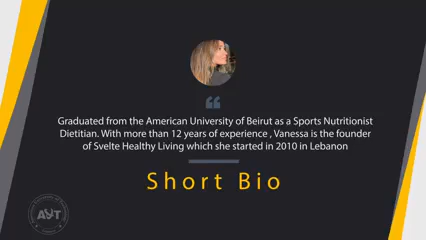 Graduated from the American University of Beirut as a Sports Nutritionist
Dietitian. With more than 12 years of experience , Vanessa is the founder
of Svelte Healthy Living which she started in 2010 in Lebanon
Short Bio